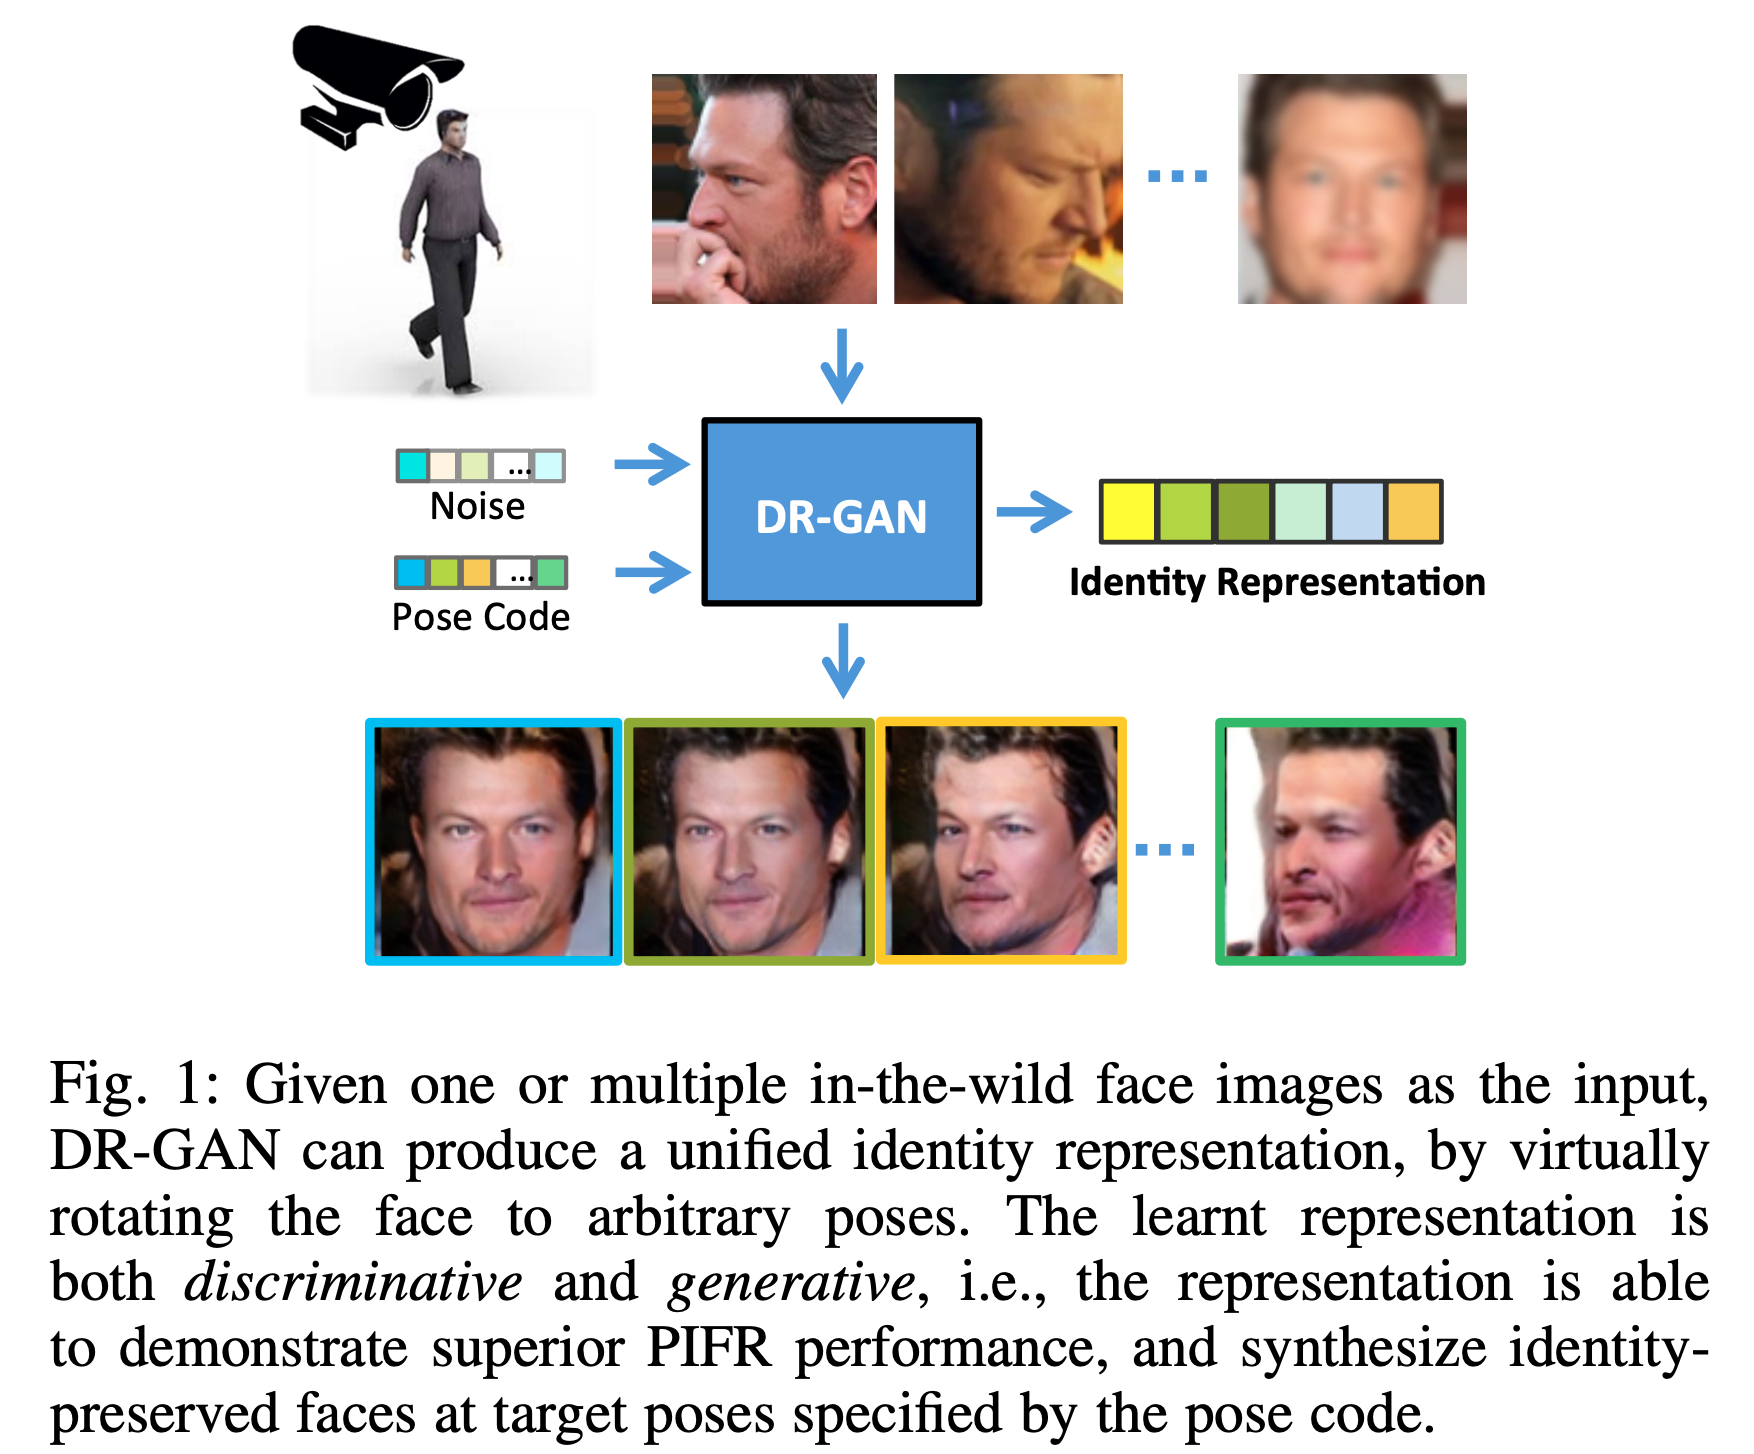 Noise
Pose Code
DR-GAN
Identity Representation
Fig. 1: Given one or multiple in-the-wild face images as the input,
DR-GAN can produce a unified identity representation, by virtually
rotating the face to arbitrary poses. The learnt representation is
both discriminative and generative, i.e., the representation is able
to demonstrate superior PIFR performance, and synthesize identity-
preserved faces at target poses specified by the pose code.